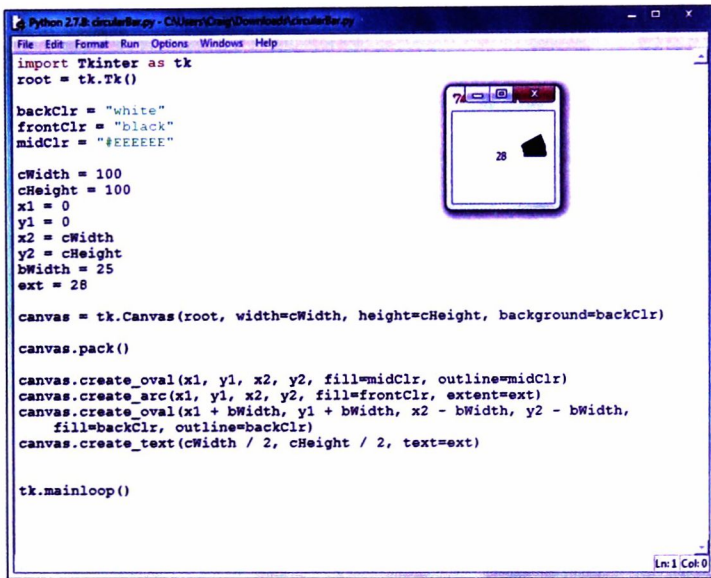 Python 2.7.8: circularBar.py - C:\Users\Craig\Downloads\circularBar.py
File Edit Format Run Options Windows Help
import Tkinter as tk
root = tk.Tk()
backClr = "white"
frontClr = "black"
midClr = "#EEEEEE"
cWidth = 100
cHeight = 100
x1 = 0
y1 = 0
x2 = cWidth
y2 = cHeight
bWidth = 25
ext = 28
canvas = tk.Canvas(root, width=cWidth, height=cHeight, background=backClr)
canvas.pack()
canvas.create_oval(x1, y1, x2, y2, fill=midClr, outline=midClr)
canvas.create_arc(x1, y1, x2, y2, fill=frontClr, extent=ext)
canvas.create_oval(x1 + bWidth, y1 + bWidth, x2 - bWidth, y2 - bWidth,
fill=backClr, outline=backClr)
canvas.create_text(cWidth / 2, cHeight / 2, text=ext)
tk.mainloop()
28
Ln: 1 Col: 0